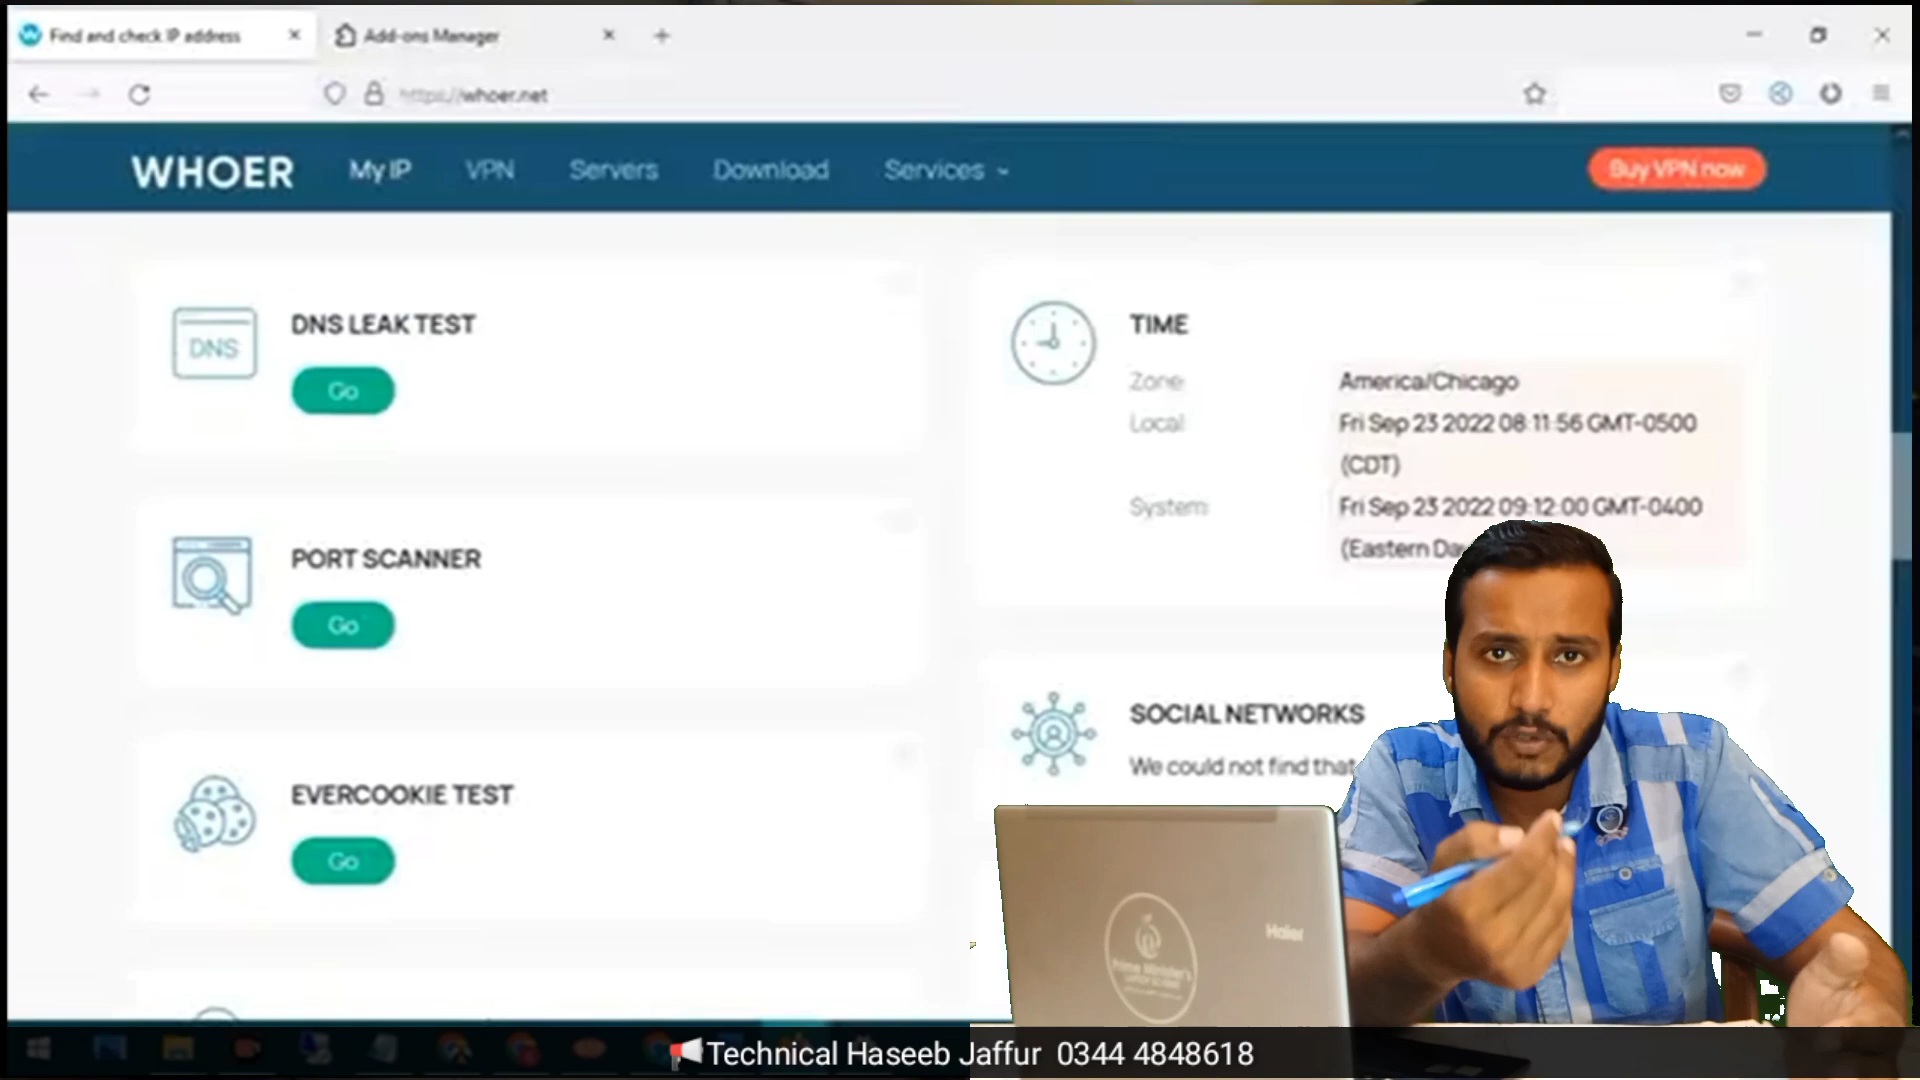 Find and check IP address
Add-ons Manager
https://whoer.net
WHOER
My IP
VPN
Servers
Download
Services
Buy VPN now
DNS
DNS LEAK TEST
Go
PORT SCANNER
Go
EVERCOOKIE TEST
Go
TIME
Zone:
America/Chicago
Local:
Fri Sep 23 2022 08:11:56 GMT-0500
(CDT)
System:
Fri Sep 23 2022 09:12:00 GMT-0400
(Eastern
SOCIAL NETWORKS
We could not find that
Haier
Prime Minister's
Technical Haseeb Jaffur 0344 4848618